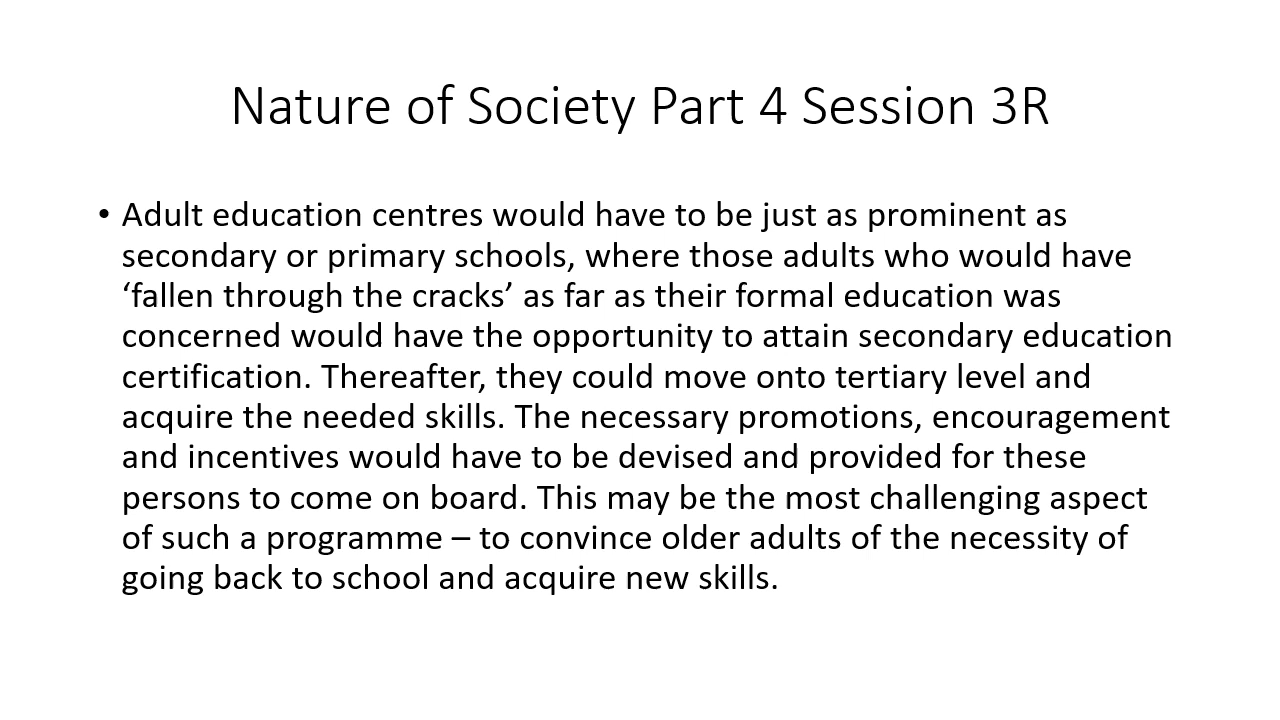 Nature of Society Part 4 Session 3R
• Adult education centres would have to be just as prominent as
secondary or primary schools, where those adults who would have
‘fallen through the cracks’ as far as their formal education was
concerned would have the opportunity to attain secondary education
certification. Thereafter, they could move onto tertiary level and
acquire the needed skills. The necessary promotions, encouragement
and incentives would have to be devised and provided for these
persons to come on board. This may be the most challenging aspect
of such a programme – to convince older adults of the necessity of
going back to school and acquire new skills.